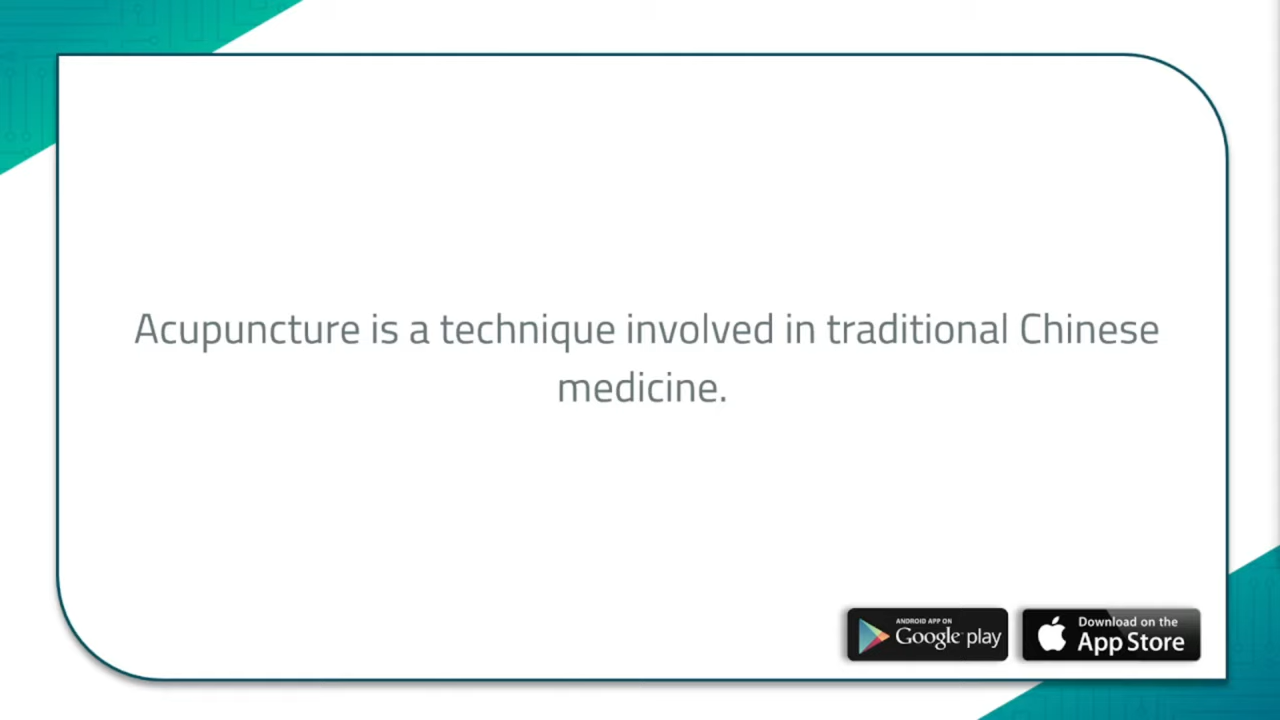 Acupuncture is a technique involved in traditional Chinese
medicine.
ANDROID APP ON
Google play
Download on the
App Store